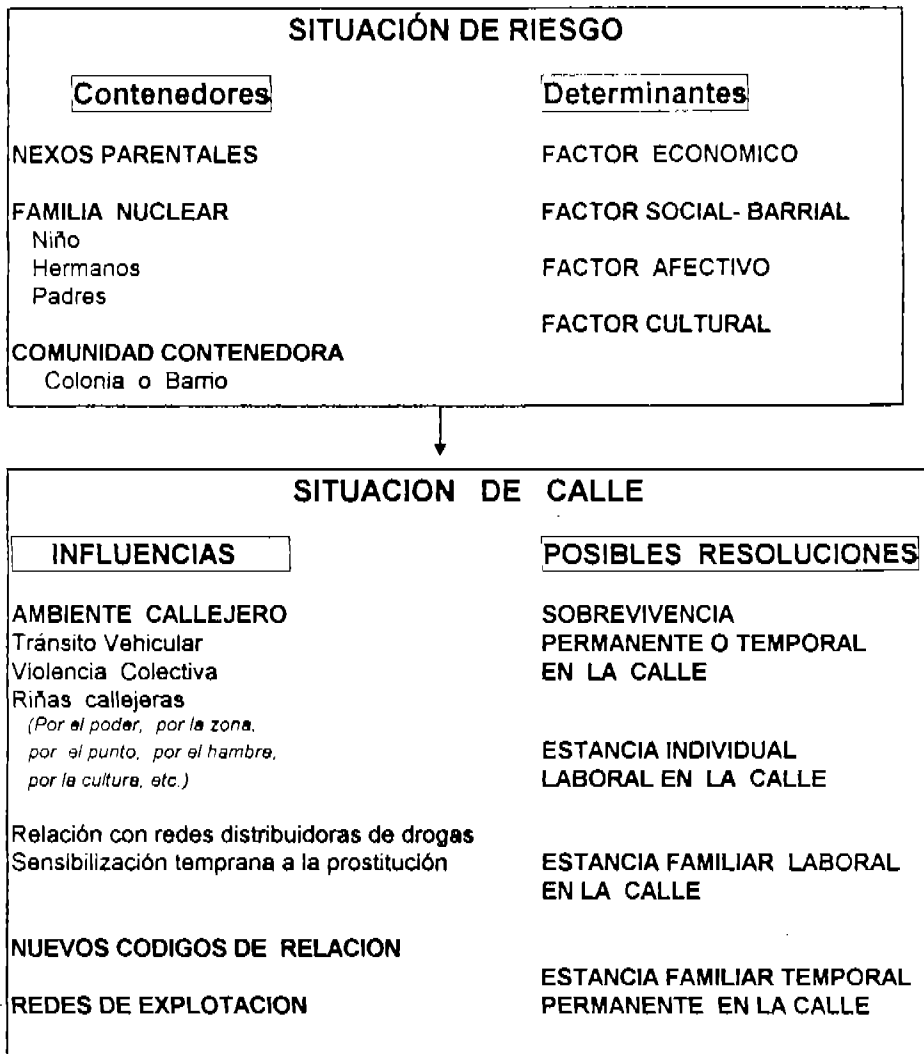 SITUACIÓN DE RIESGO
Contenedores
NEXOS PARENTALES
FAMILIA NUCLEAR
Niño
Hermanos
Padres
COMUNIDAD CONTENEDORA
Colonia o Barrio
Determinantes
FACTOR ECONOMICO
FACTOR SOCIAL- BARRIAL
FACTOR AFECTIVO
FACTOR CULTURAL
SITUACION DE CALLE
INFLUENCIAS
AMBIENTE CALLEJERO
Tránsito Vehicular
Violencia Colectiva
Riñas callejeras
(Por el poder, por la zona,
por el punto, por el hambre,
por la cultura, etc.)
Relación con redes distribuidoras de drogas
Sensibilización temprana a la prostitución
NUEVOS CODIGOS DE RELACION
REDES DE EXPLOTACION
POSIBLES RESOLUCIONES
SOBREVIVENCIA
PERMANENTE O TEMPORAL
EN LA CALLE
ESTANCIA INDIVIDUAL
LABORAL EN LA CALLE
ESTANCIA FAMILIAR LABORAL
EN LA CALLE
ESTANCIA FAMILIAR TEMPORAL
PERMANENTE EN LA CALLE